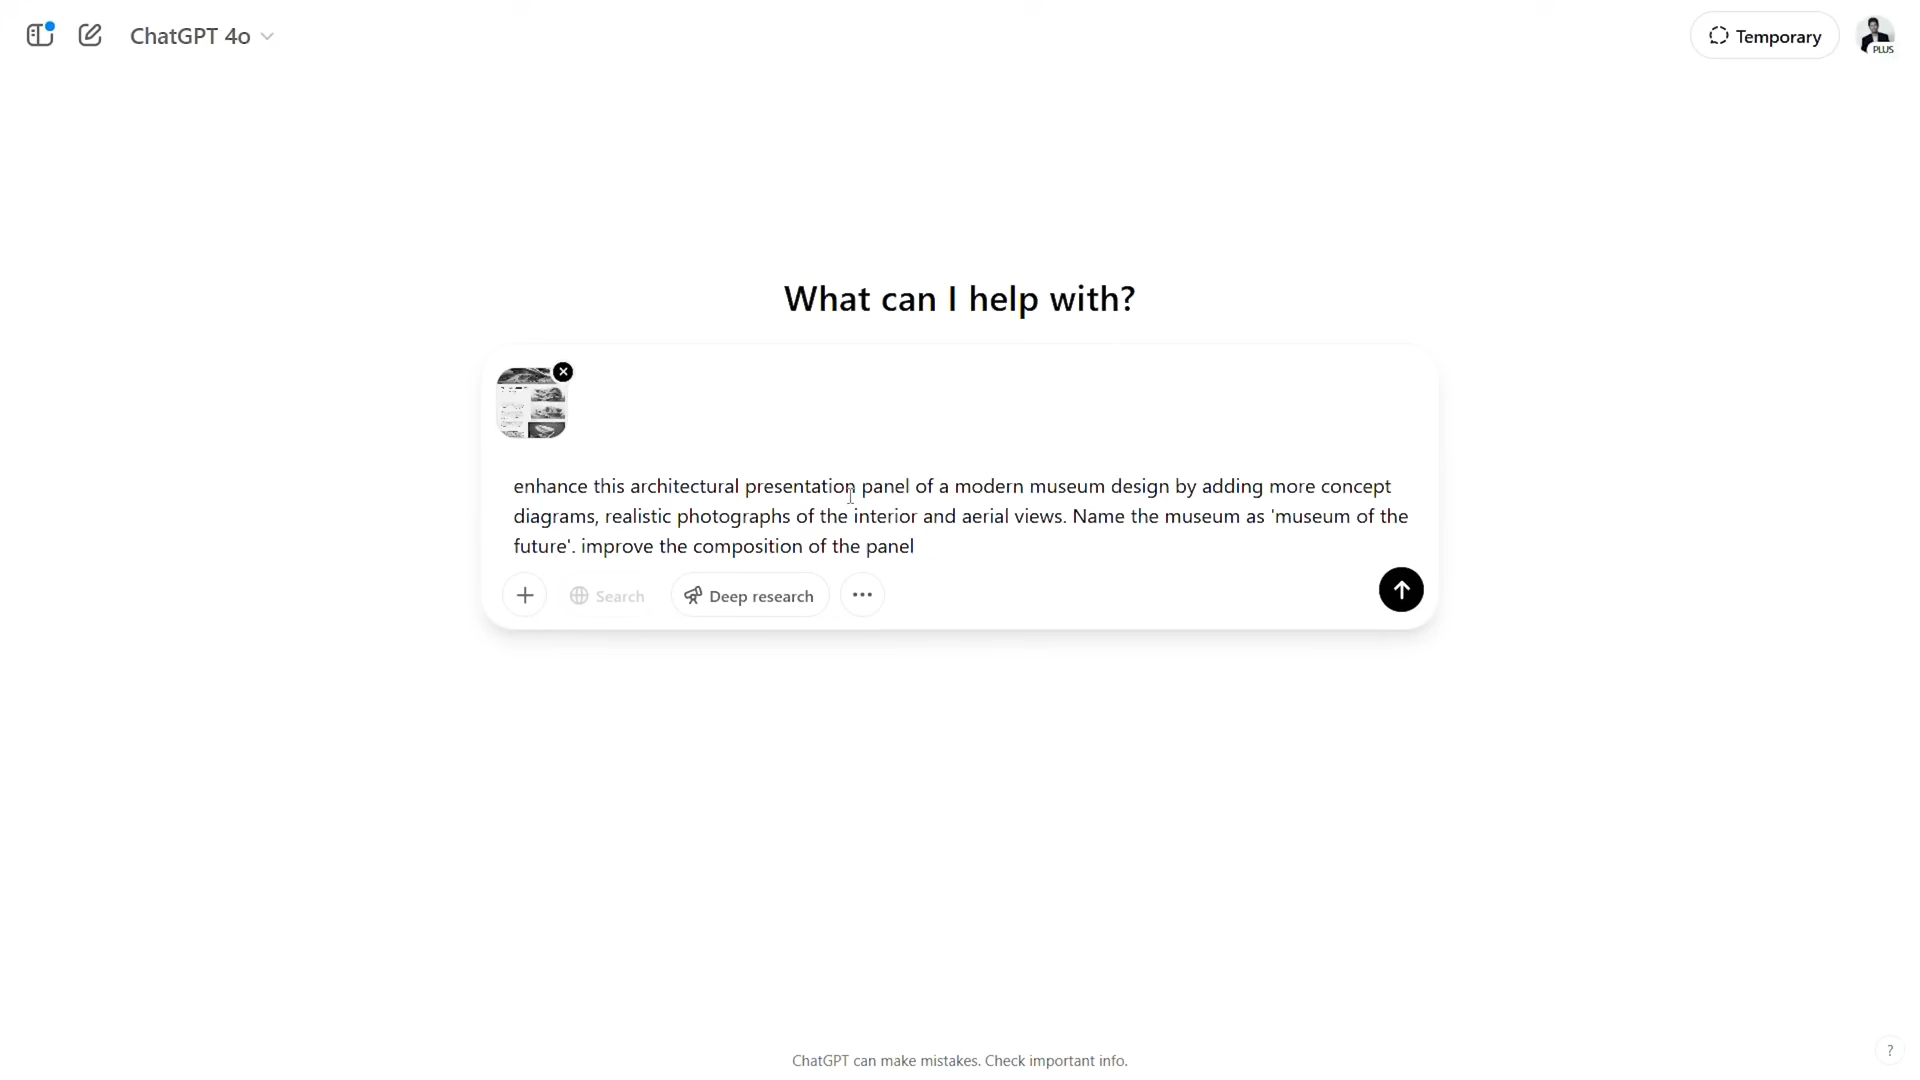 ChatGPT 4o
Temporary
PLUS
What can I help with?
enhance this architectural presentation panel of a modern museum design by adding more concept
diagrams, realistic photographs of the interior and aerial views. Name the museum as 'museum of the
future'. improve the composition of the panel
Search
Deep research
ChatGPT can make mistakes. Check important info.
?